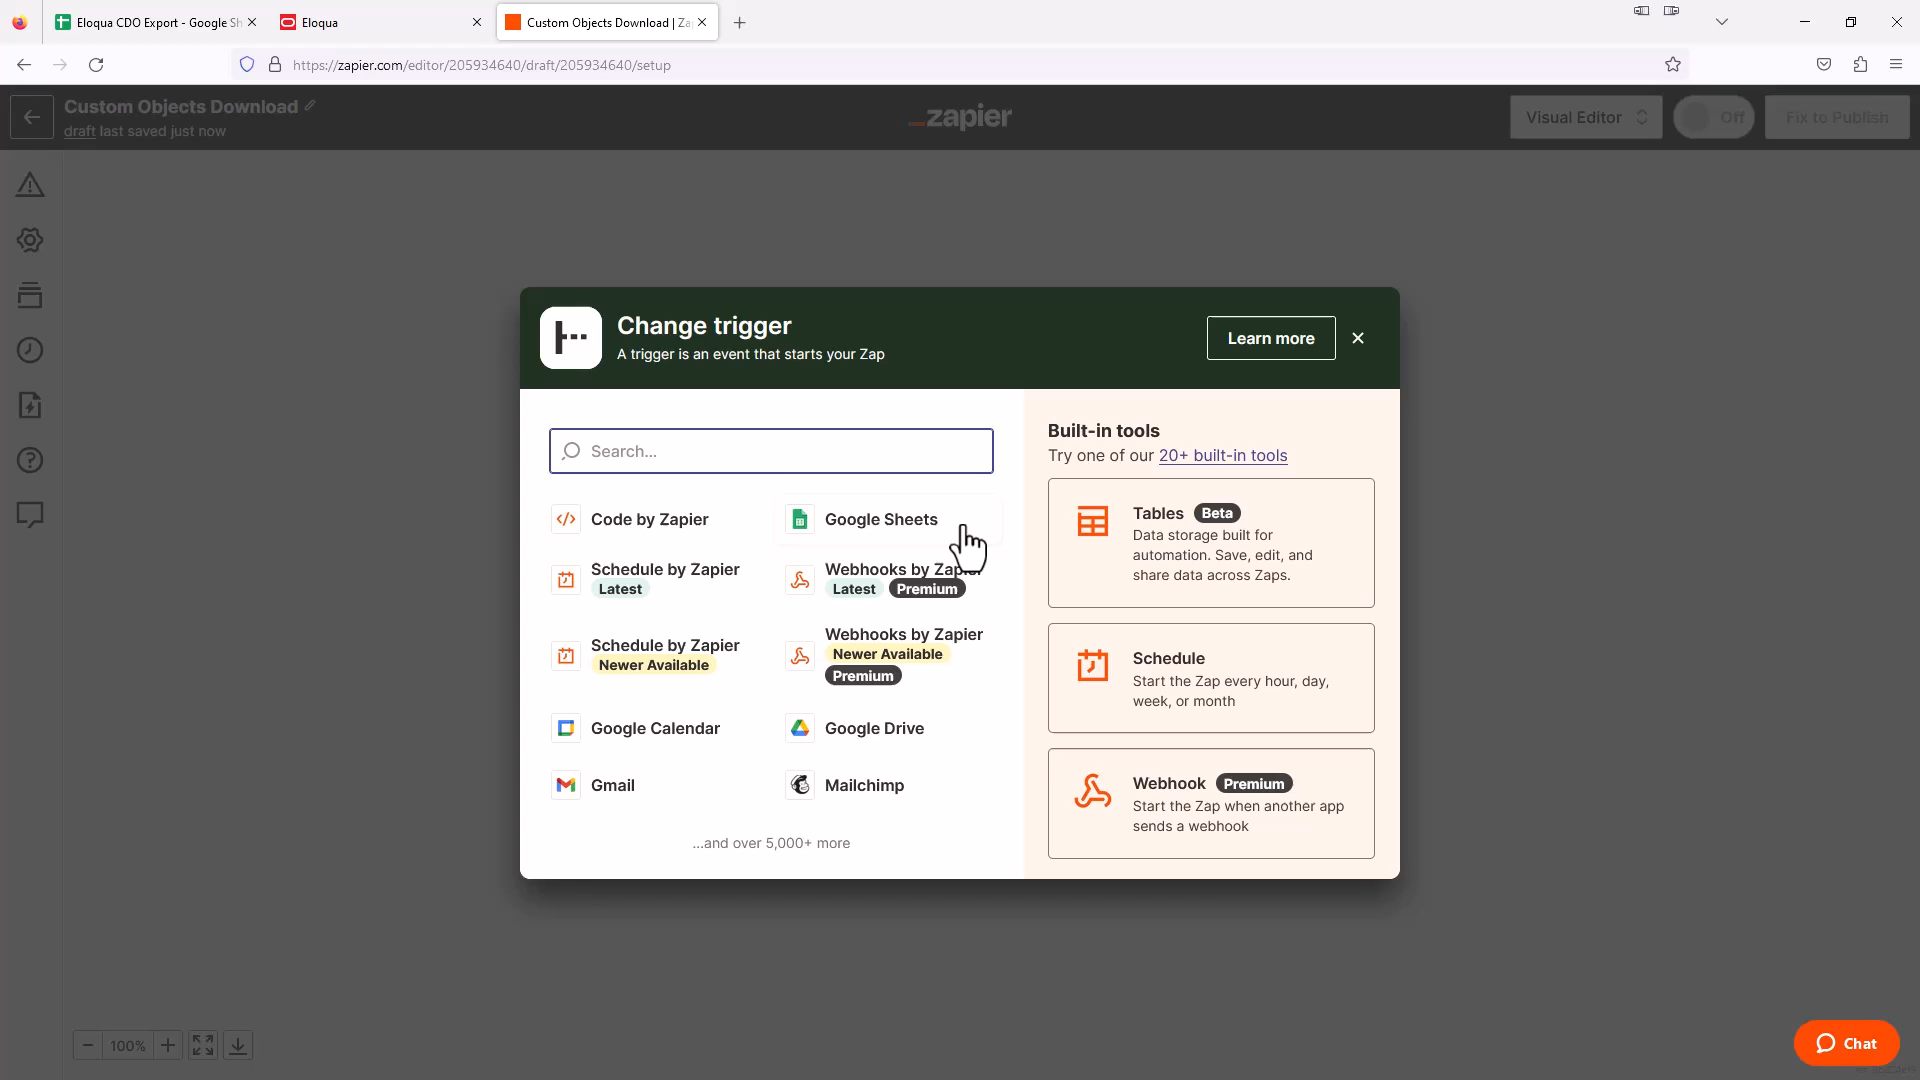 Eloqua CDO Export - Google Sh
Eloqua
Custom Objects Download | Za
https://zapier.com/editor/205934640/draft/205934640/setup
Custom Objects Download
draft last saved just now
zapier
Visual Editor
Off
Fix to Publish
Change trigger
A trigger is an event that starts your Zap
Learn more
Search...
Code by Zapier
Google Sheets
Schedule by Zapier
Latest
Webhooks by Zapier
Latest Premium
Schedule by Zapier
Newer Available
Webhooks by Zapier
Newer Available
Premium
Google Calendar
Google Drive
Gmail
Mailchimp
...and over 5,000+ more
Built-in tools
Try one of our 20+ built-in tools
Tables Beta
Data storage built for
automation. Save, edit, and
share data across Zaps.
Schedule
Start the Zap every hour, day,
week, or month
Webhook Premium
Start the Zap when another app
sends a webhook
100%
Chat